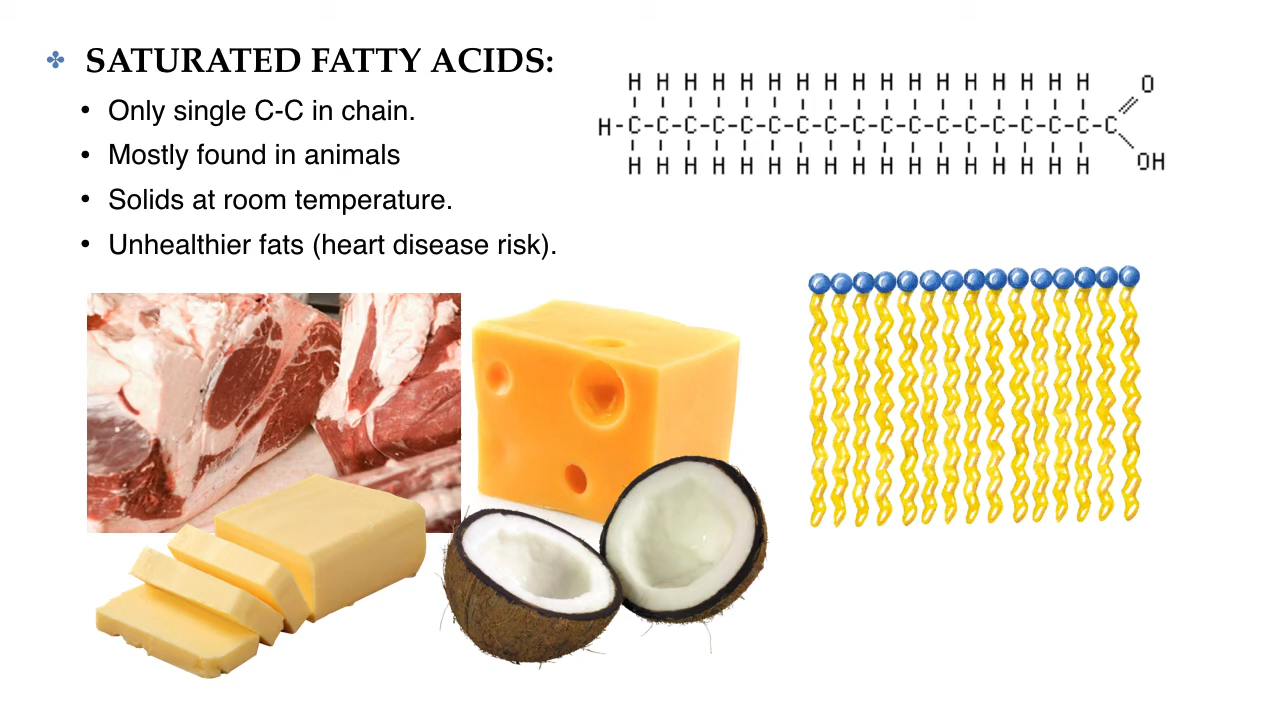 SATURATED FATTY ACIDS:
• Only single C-C in chain.
• Mostly found in animals
• Solids at room temperature.
• Unhealthier fats (heart disease risk).
H H H H H H H H H H H H H H H H H O
H-C-C-C-C-C-C-C-C-C-C-C-C-C-C-C-C-C-C
H H H H H H H H H H H H H H H H H OH